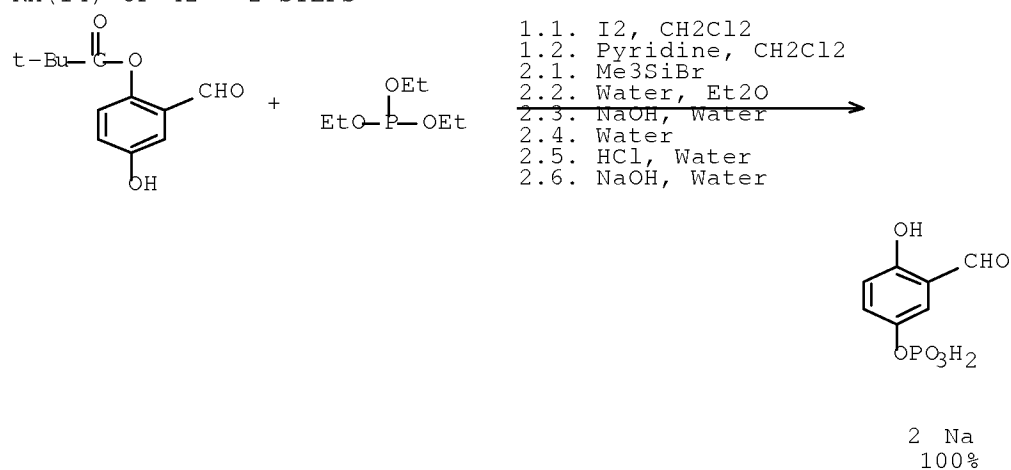 O
t-Bu-C-O
CHO
OH
+
OEt
EtO-P-OEt
1.1. I2, CH2Cl2
1.2. Pyridine, CH2Cl2
2.1. Me3SiBr
2.2. Water, Et2O
2.3. NaOH, Water
2.4. Water
2.5. HCl, Water
2.6. NaOH, Water
OH
CHO
OPO3H2
2 Na
100%